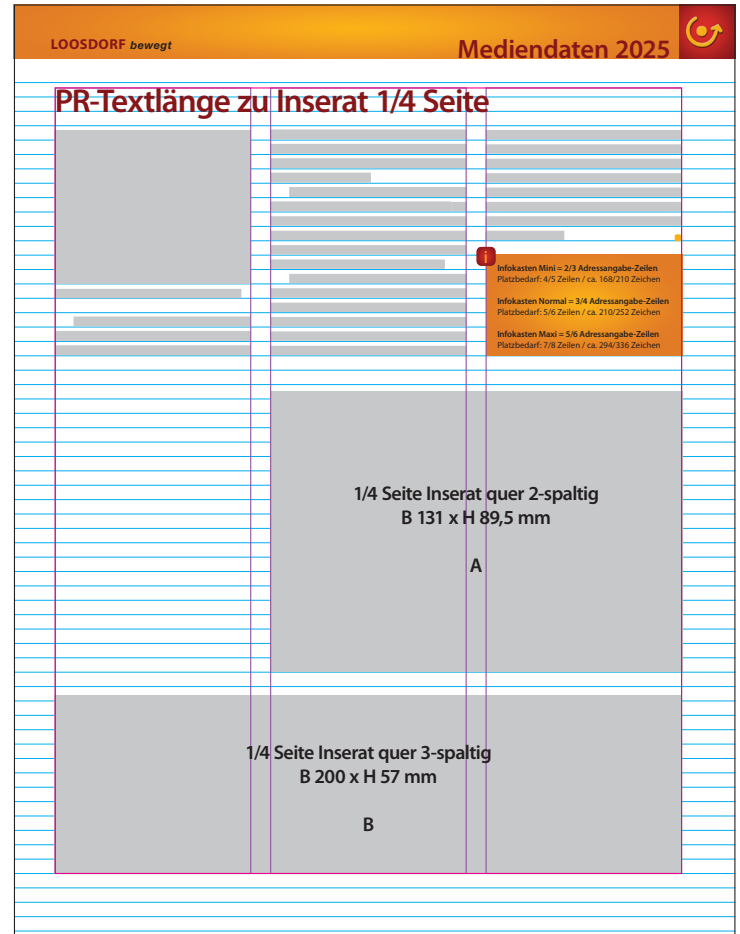 LOOSDORF bewegt
Mediendaten 2025
PR-Textlänge zu Inserat 1/4 Seite
i
Infokasten Mini = 2/3 Adressangabe-Zeilen
Platzbedarf: 4/5 Zeilen / ca. 168/210 Zeichen
Infokasten Normal = 3/4 Adressangabe-Zeilen
Platzbedarf: 5/6 Zeilen / ca. 210/252 Zeichen
Infokasten Maxi = 5/6 Adressangabe-Zeilen
Platzbedarf: 7/8 Zeilen / ca. 294/336 Zeichen
1/4 Seite Inserat quer 2-spaltig
B 131 x H 89,5 mm
A
1/4 Seite Inserat quer 3-spaltig
B 200 x H 57 mm
B